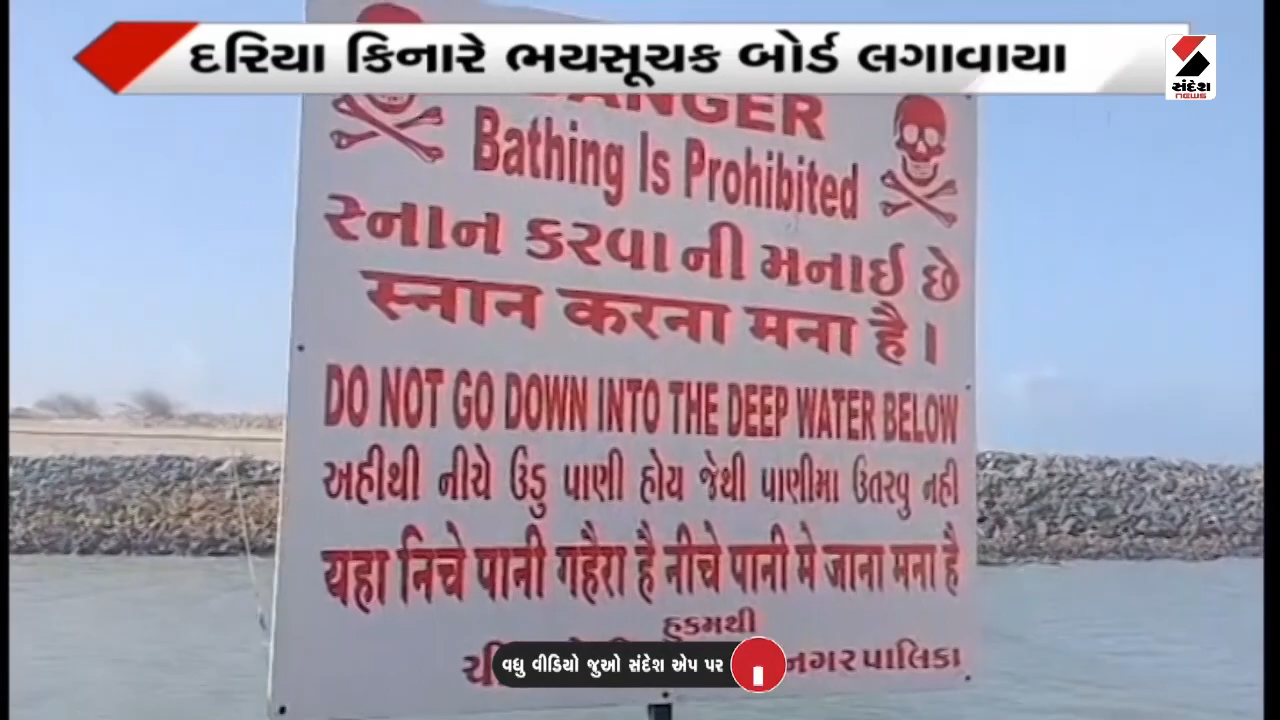 દરિયા કિનારે ભયસૂચક બોર્ડ લગાવાયા
સંદેશ
NEWS
DANGER
Bathing Is Prohibited
સ્નાન કરવાની મનાઈ છે
स्नान करना मना है।
DO NOT GO DOWN INTO THE DEEP WATER BELOW
અહીથી નીચે ઉંડુ પાણી હોય જેથી પાણીમા ઉતરવુ નહી
यहा निचे पानी गहैरा है नीचे पानी मे जाना मना है
હુકમથી
નગરપાલિકા
વધુ વીડિયો જુઓ સંદેશ એપ પર